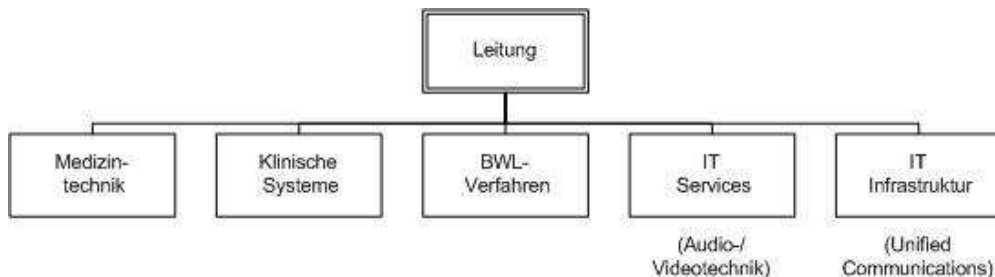 Leitung
Medizin-
technik
Klinische
Systeme
BWL-
Verfahren
IT
Services
IT
Infrastruktur
(Audio-/
Videotechnik)
(Unified
Communications)